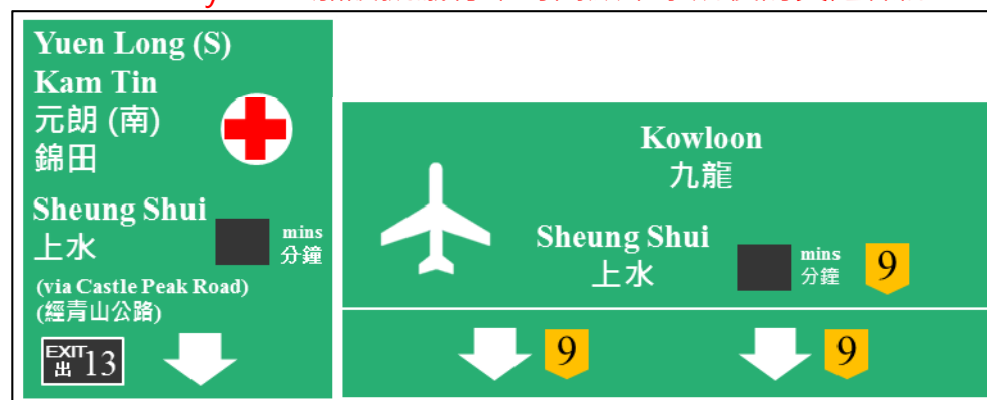 Yuen Long (S)
Kam Tin
元朗 (南)
錦田
Sheung Shui
上水
mins
分鐘
(via Castle Peak Road)
(經青山公路)
EXIT
出 13
Kowloon
九龍
Sheung Shui
上水
mins
分鐘
9
9
9